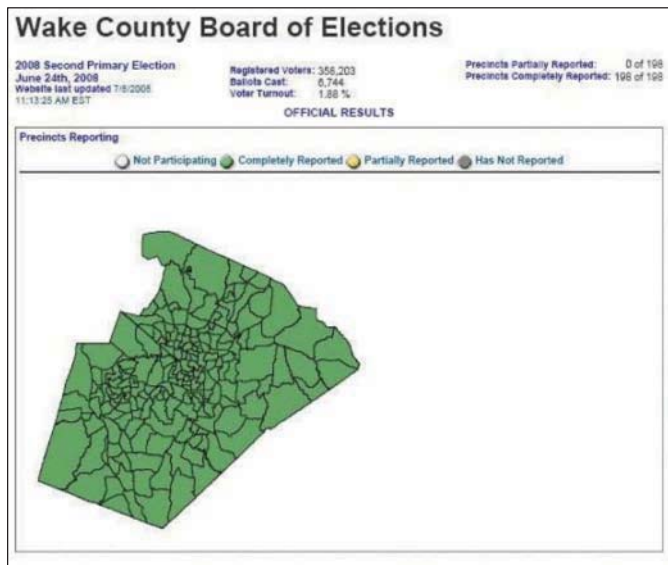 Wake County Board of Elections
2008 Second Primary Election
June 24th, 2008
Website last updated 7/8/2008
11:13:25 AM EST
Registered Voters: 358,203
Ballots Cast: 6,744
Voter Turnout: 1.88 %
Precincts Partially Reported: 0 of 198
Precincts Completely Reported: 198 of 198
OFFICIAL RESULTS
Precincts Reporting
Not Participating Completely Reported Partially Reported Has Not Reported